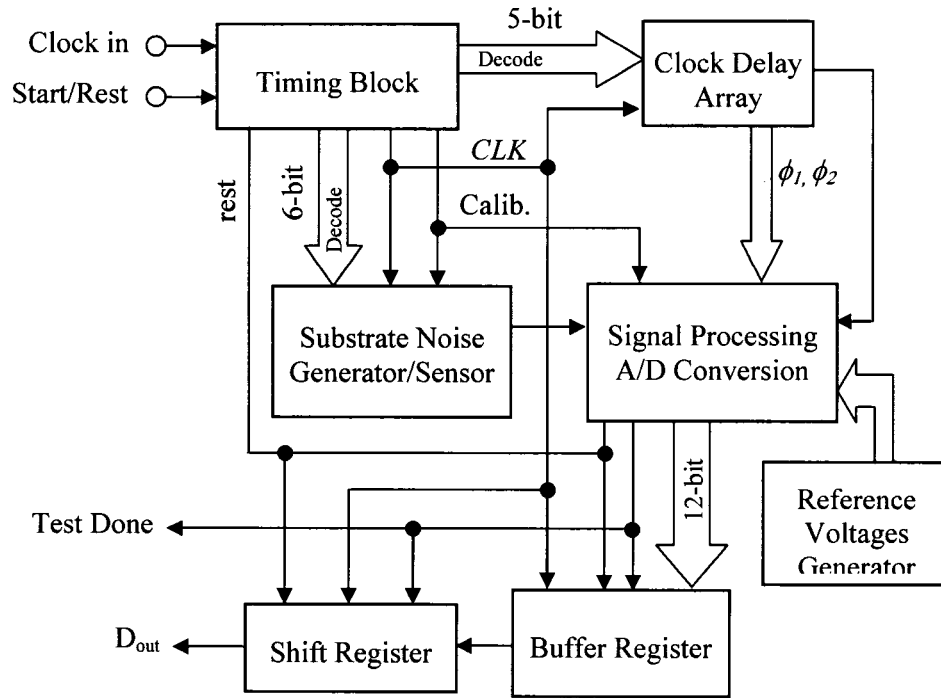 5-bit
Clock in
Timing Block
Decode
Clock Delay
Array
Start/Rest
CLK
ϕ1, ϕ2
rest
6-bit
Decode
Calib.
Substrate Noise
Generator/Sensor
Signal Processing
A/D Conversion
12-bit
Reference
Voltages
Generator
Test Done
Dout
Shift Register
Buffer Register